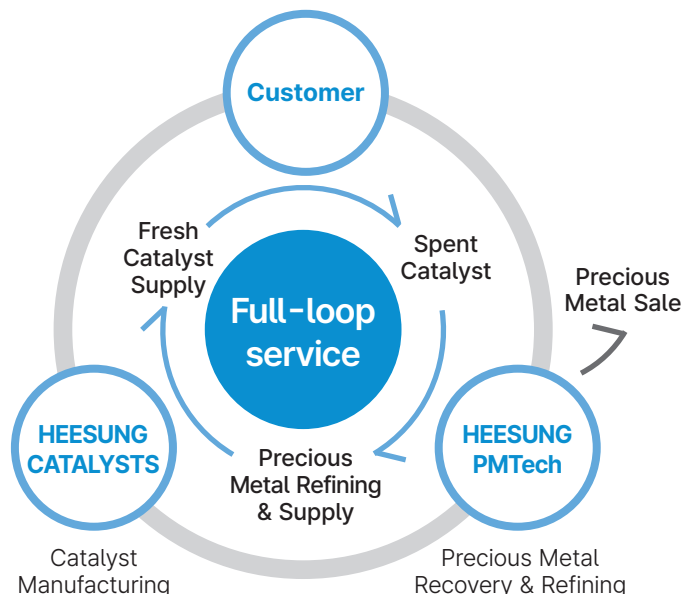 Customer
Fresh
Catalyst
Supply
Spent
Catalyst
Precious
Metal Sale
Full-loop
service
HEESUNG
CATALYSTS
HEESUNG
PMTech
Precious
Metal Refining
& Supply
Catalyst
Manufacturing
Precious Metal
Recovery & Refining